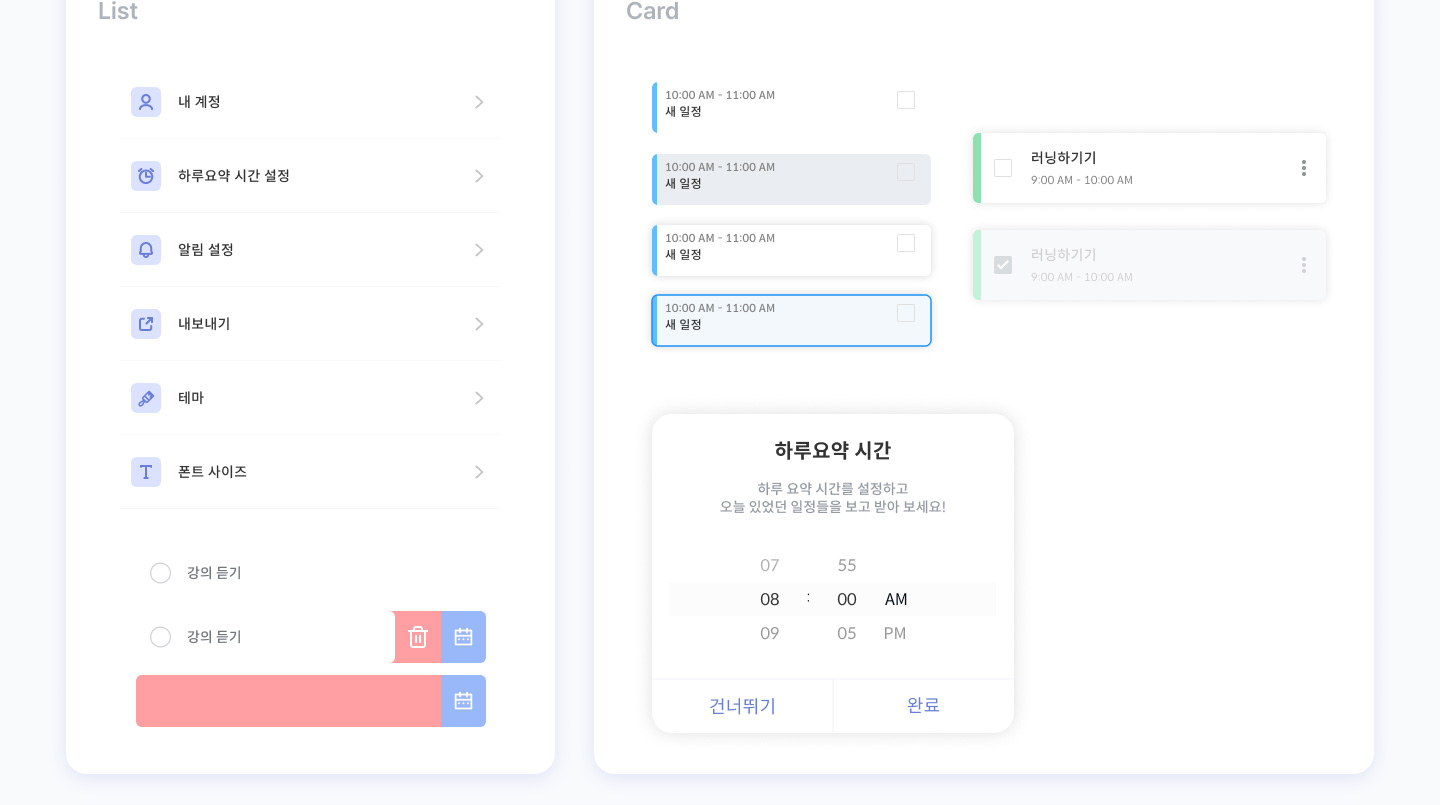 List
내 계정
하루요약 시간 설정
알림 설정
내보내기
테마
폰트 사이즈
강의 듣기
강의 듣기
Card
10:00 AM - 11:00 AM
새 일정
10:00 AM - 11:00 AM
새 일정
10:00 AM - 11:00 AM
새 일정
10:00 AM - 11:00 AM
새 일정
러닝하기기
9:00 AM - 10:00 AM
러닝하기기
9:00 AM - 10:00 AM
하루요약 시간
하루 요약 시간를 설정하고
오늘 있었던 일정들을 보고 받아 보세요!
07 55
08 : 00 AM
09 05 PM
건너뛰기 완료